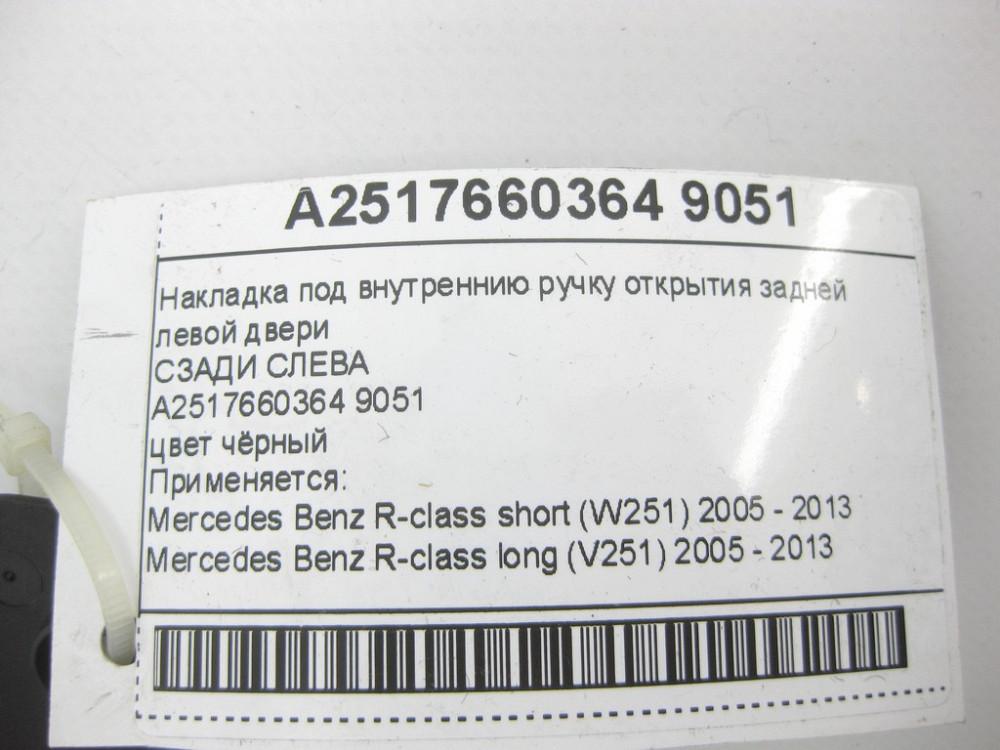 A2517660364 9051
Накладка под внутреннию ручку открытия задней
левой двери
СЗАДИ СЛЕВА
A2517660364 9051
цвет чёрный
Применяется:
Mercedes Benz R-class short (W251) 2005 - 2013
Mercedes Benz R-class long (V251) 2005 - 2013